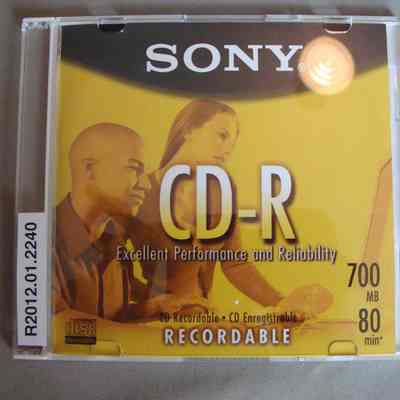 SONY
CD-R
Excellent Performance and Reliability
700
MB
CD Recordable • CD Enregistrable
80
RECORDABLE
min*
R2012.01.2240